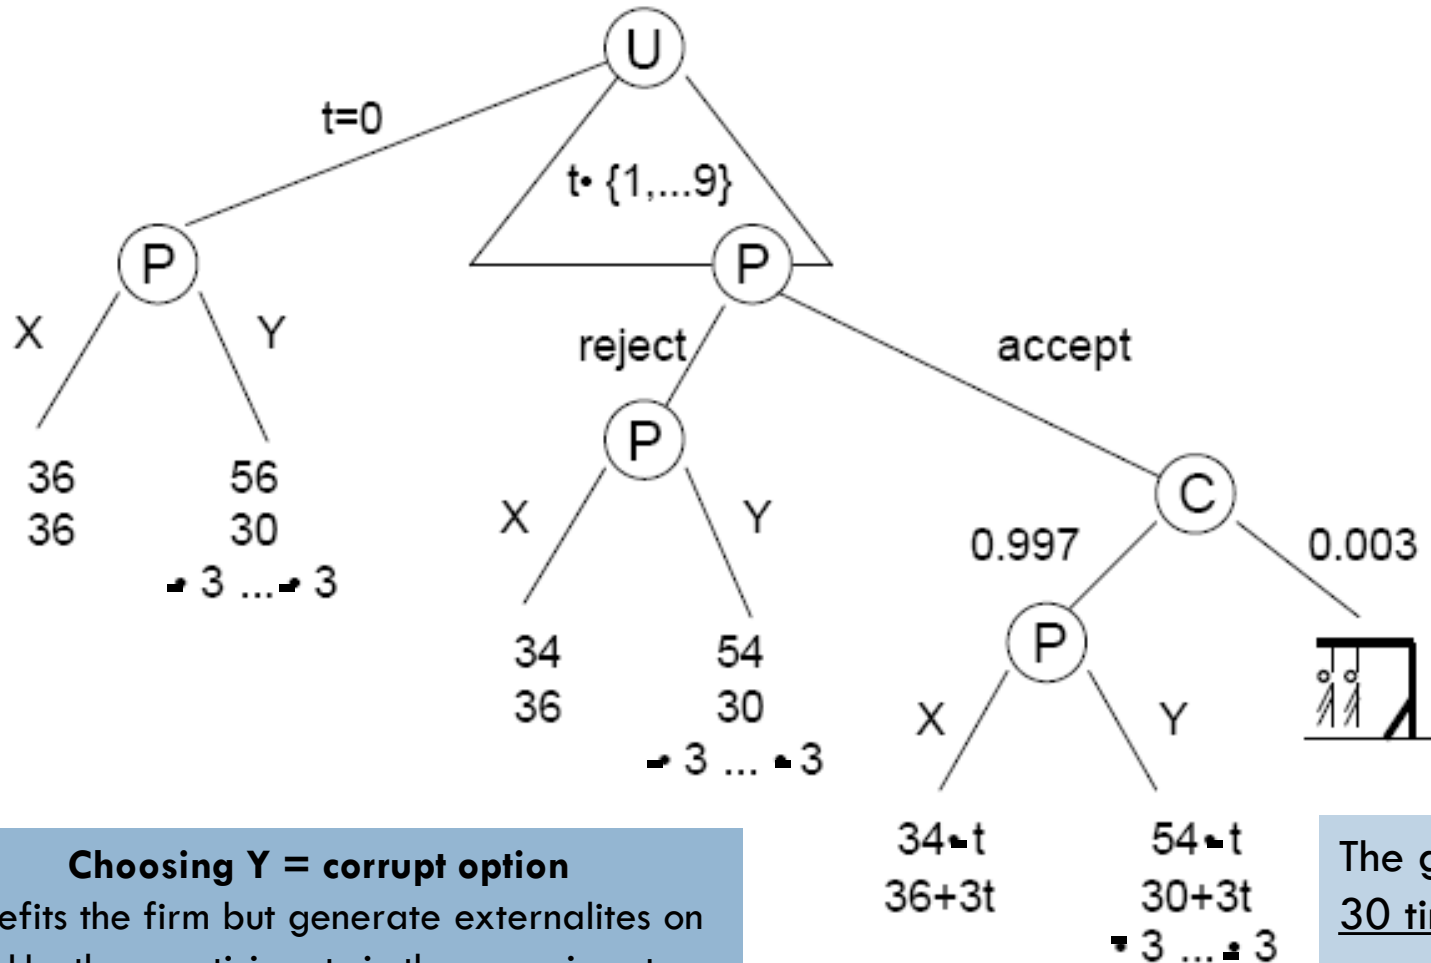 U
t=0
t• {1,...9}
P
P
X
Y
reject
accept
P
C
36
56
36
30
- 3 ...- 3
X
Y
0.997
0.003
P
34
54
36
30
- 3 ... - 3
X
Y
34-t
54-t
36+3t
30+3t
- 3 ... - 3
Choosing Y = corrupt option
efits the firm but generate externalites on
The g
30 ti